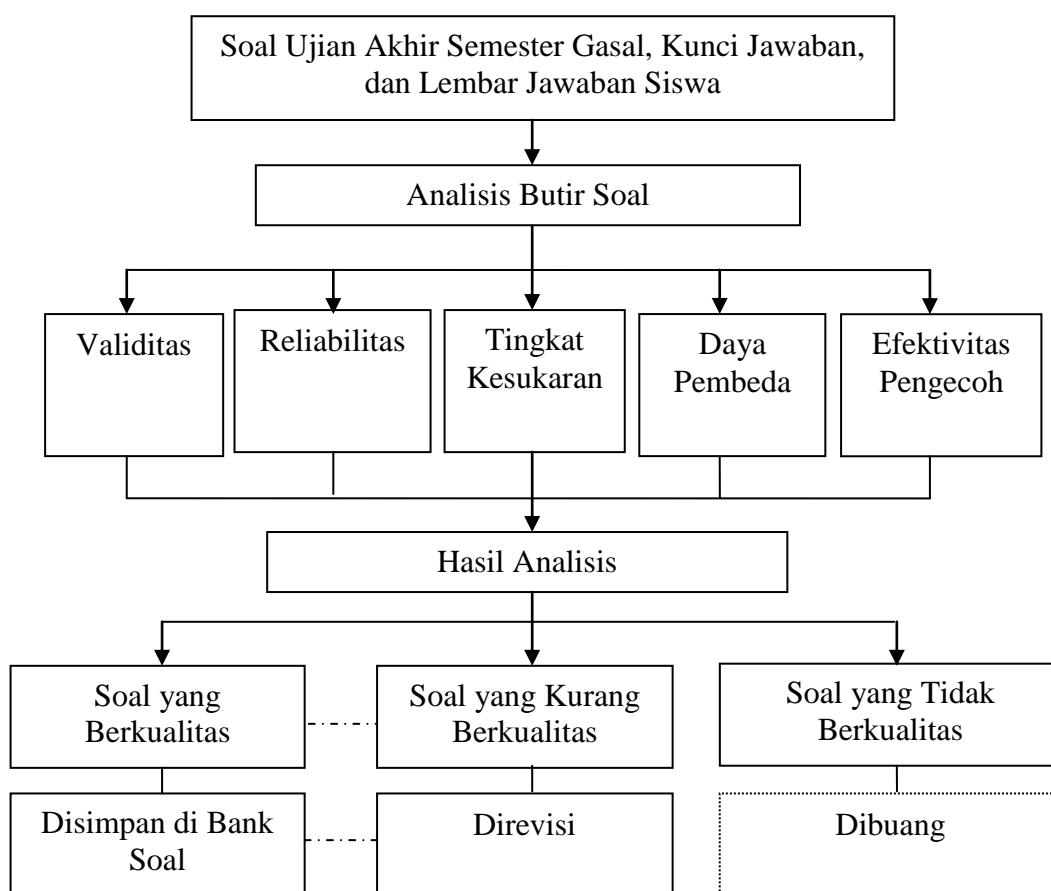 Soal Ujian Akhir Semester Gasal, Kunci Jawaban,
dan Lembar Jawaban Siswa
Analisis Butir Soal
Validitas
Reliabilitas
Tingkat
Kesukaran
Daya
Pembeda
Efektivitas
Pengecoh
Hasil Analisis
Soal yang
Berkualitas
Soal yang Kurang
Berkualitas
Soal yang Tidak
Berkualitas
Disimpan di Bank
Soal
Direvisi
Dibuang